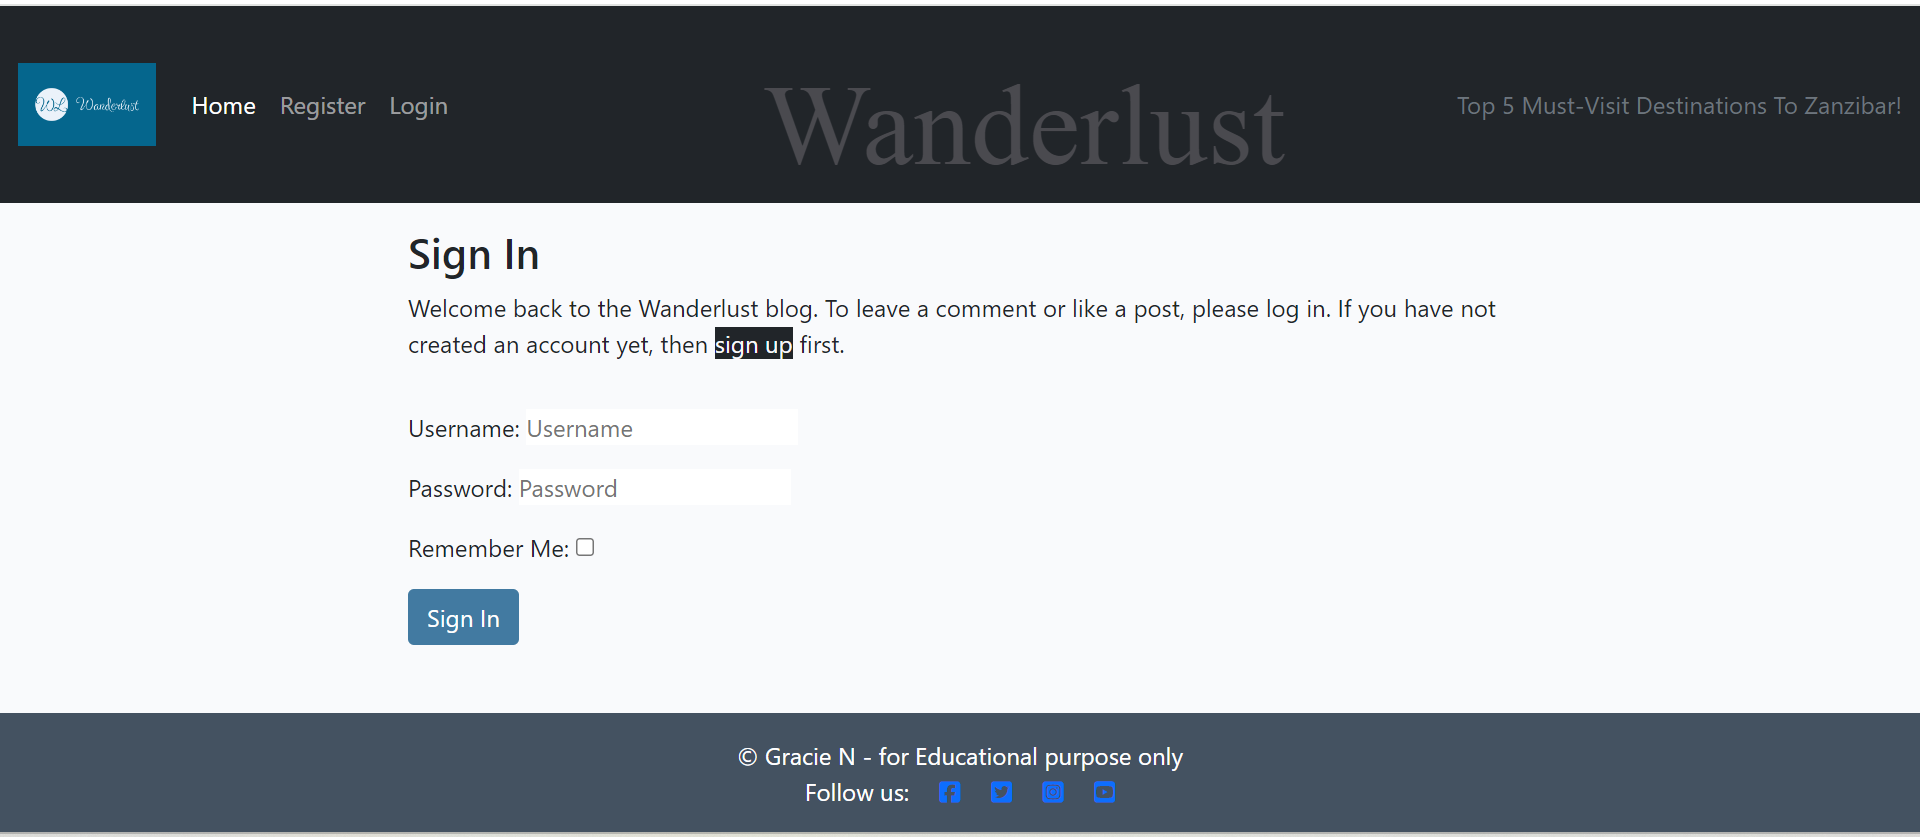 WL Wanderlust
Home Register Login
Wanderlust
Top 5 Must-Visit Destinations To Zanzibar!
Sign In
Welcome back to the Wanderlust blog. To leave a comment or like a post, please log in. If you have not
created an account yet, then sign up first.
Username: Username
Password: Password
Remember Me:
Sign In
© Gracie N - for Educational purpose only
Follow us: